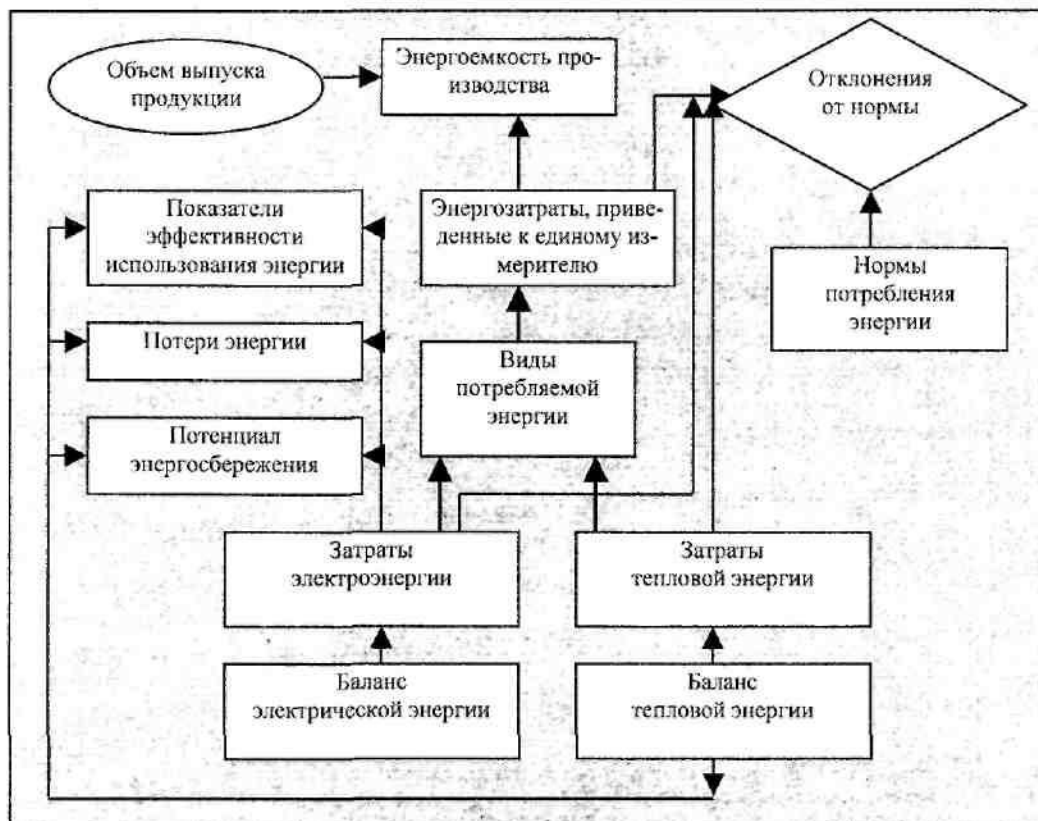 Объем выпуска
продукции
Энергоемкость про-
изводства
Отклонения
от нормы
Показатели
эффективности
использования энергии
Энергозатраты, приве-
денные к единому из-
мерителю
Нормы
потребления
энергии
Потери энергии
Виды
потребляемой
энергии
Потенциал
энергосбережения
Затраты
электроэнергии
Затраты
тепловой энергии
Баланс
электрической энергии
Баланс
тепловой энергии